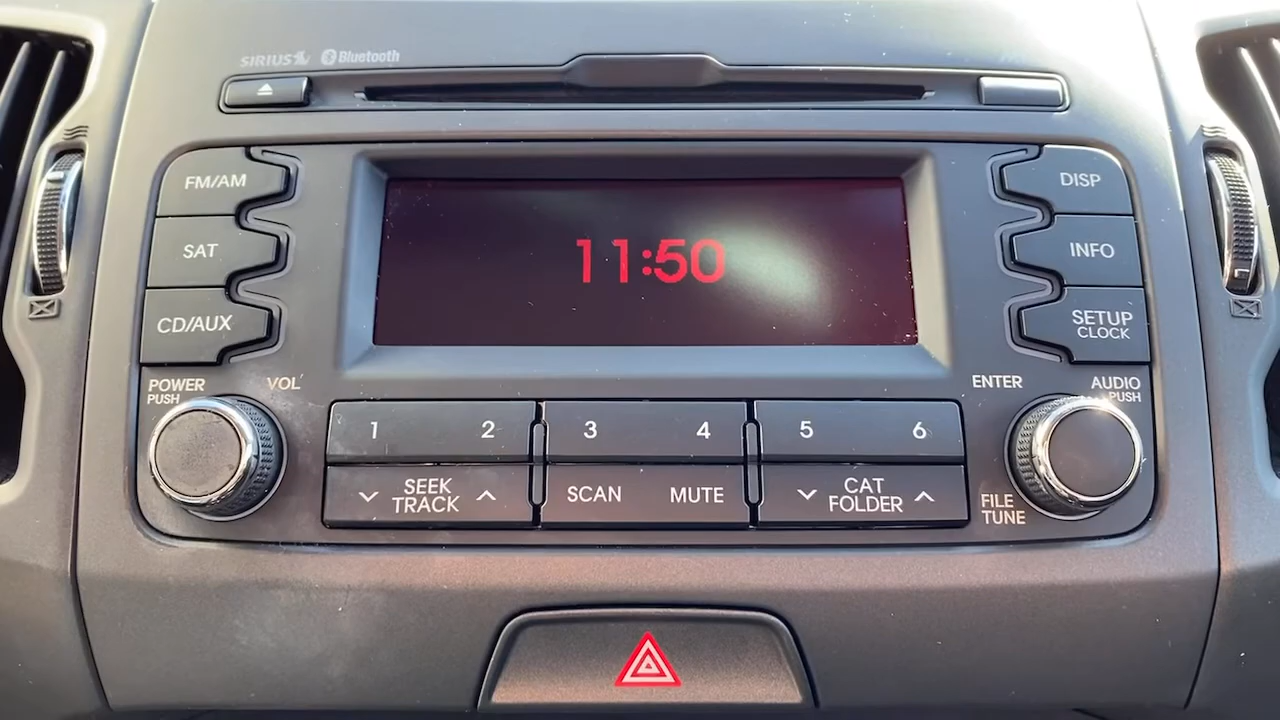 SIRIUS Bluetooth
FM/AM
SAT
CD/AUX
11:50
DISP
INFO
SETUP
CLOCK
POWER
PUSH
VOL
ENTER
AUDIO
PUSH
1 2 3 4 5 6
SEEK
TRACK
SCAN
MUTE
CAT
FOLDER
FILE
TUNE